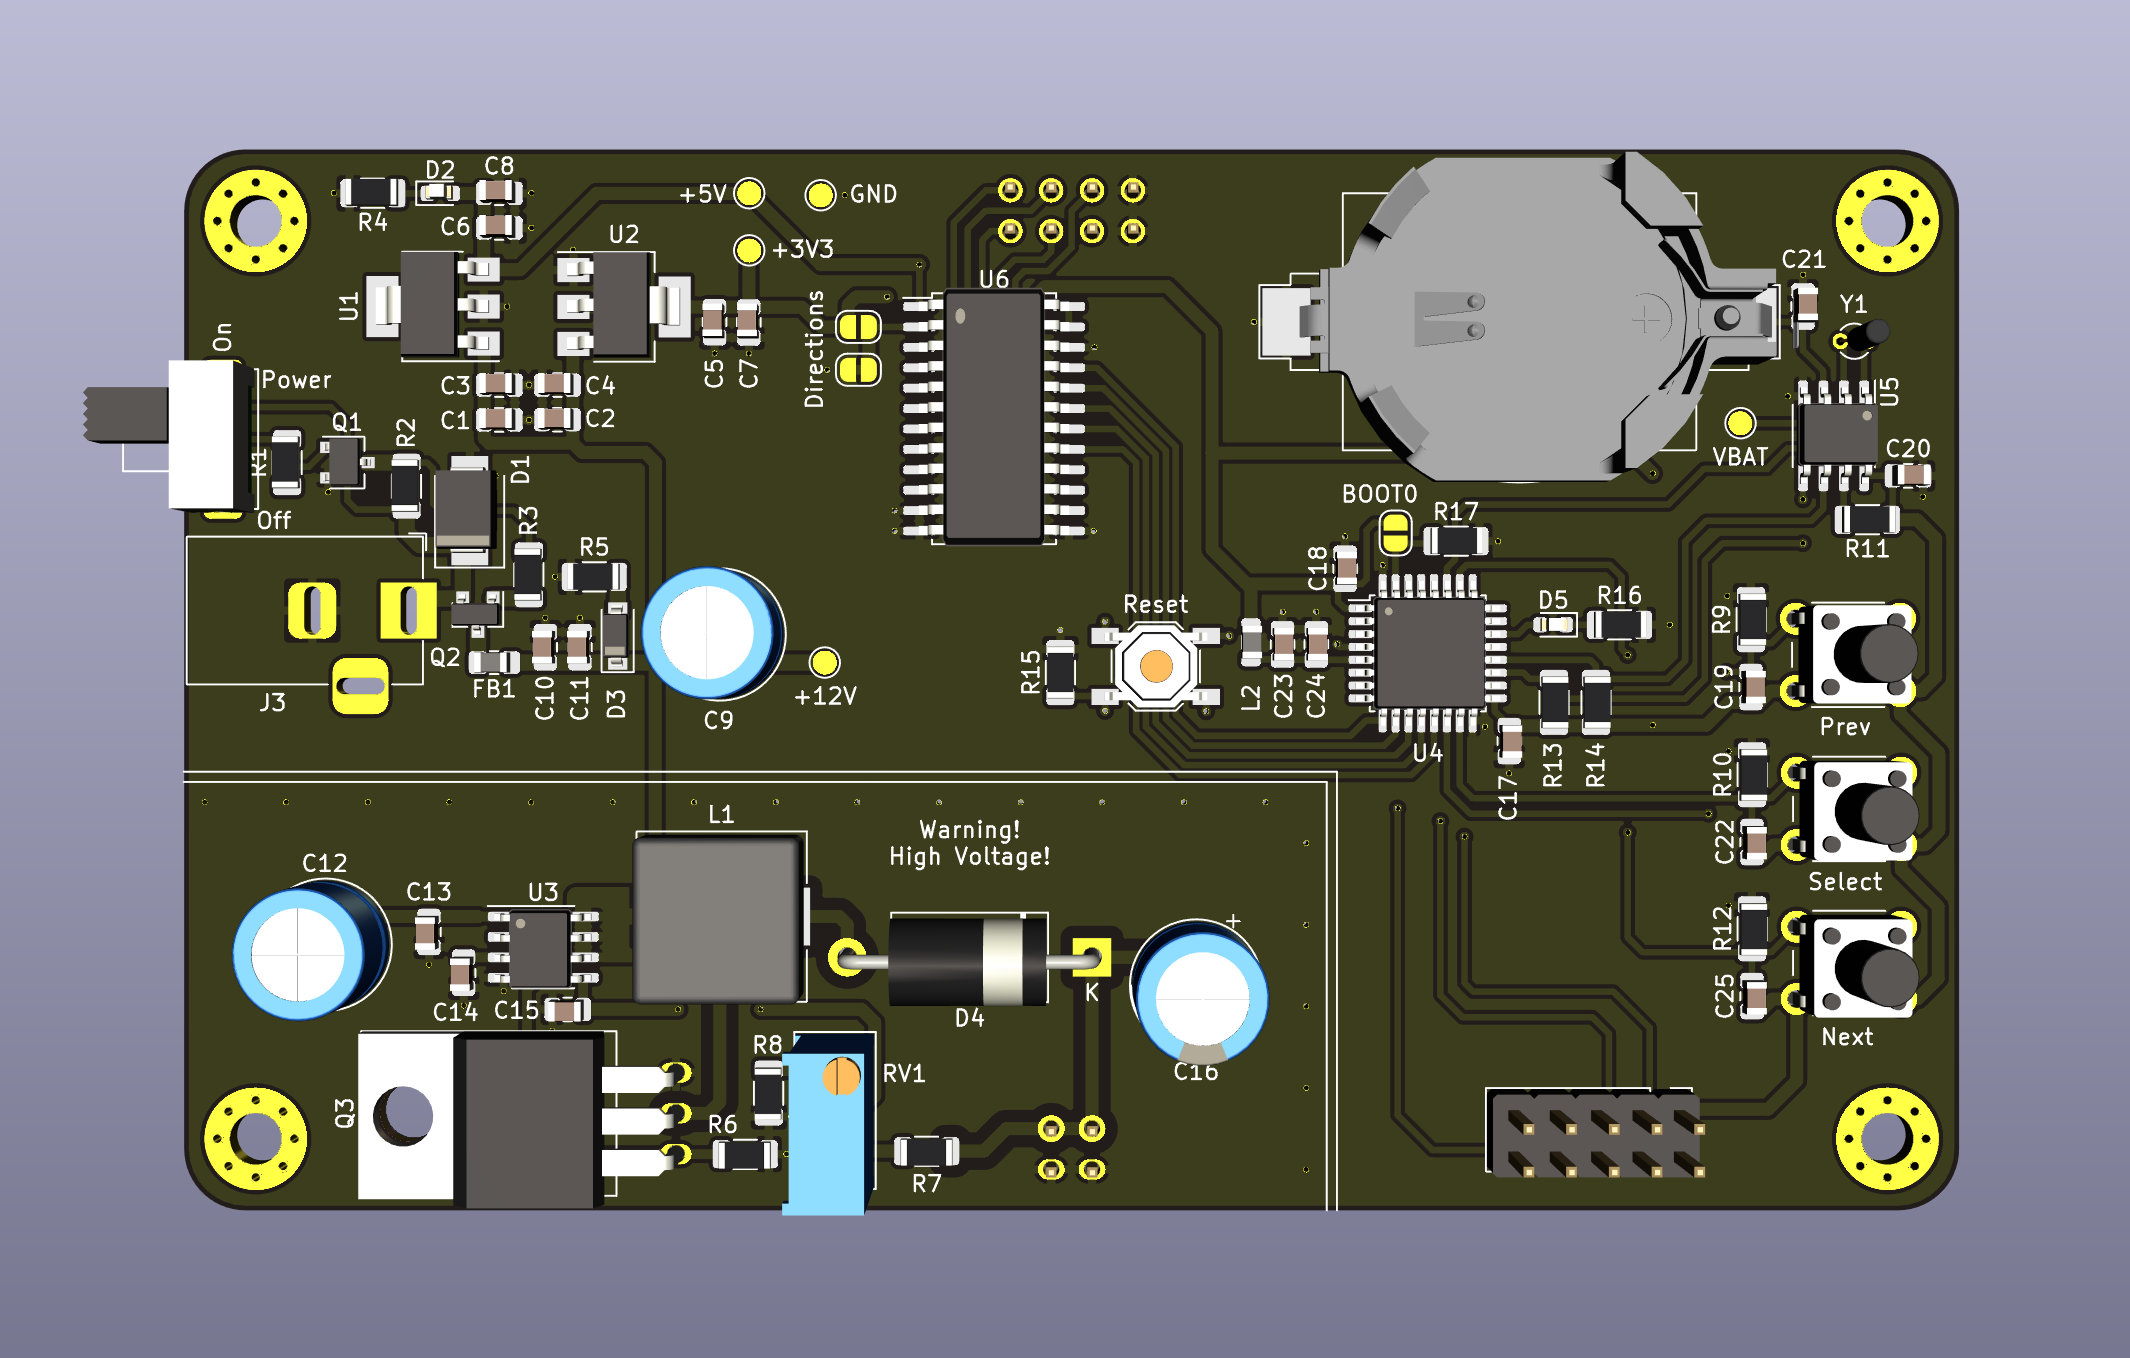 D2
C8
R4
C6
+5V
GND
U2
+3V3
U1
C5
C7
Directions
U6
C21
Y1
U5
On
Power
Off
C3
C4
C1
C2
Q1
R1
R2
D1
VBAT
C20
R11
BOOT0
R17
C18
R3
R5
Q2
FB1
J3
C10
C11
D3
C9
+12V
Reset
R15
L2
C23
C24
U4
D5
R16
C17
R13
R14
R9
C19
Prev
R10
C22
Select
R12
C25
Next
L1
Warning!
High Voltage!
C12
C13
U3
C14
C15
D4
K
+
C16
Q3
R8
R6
RV1
R7